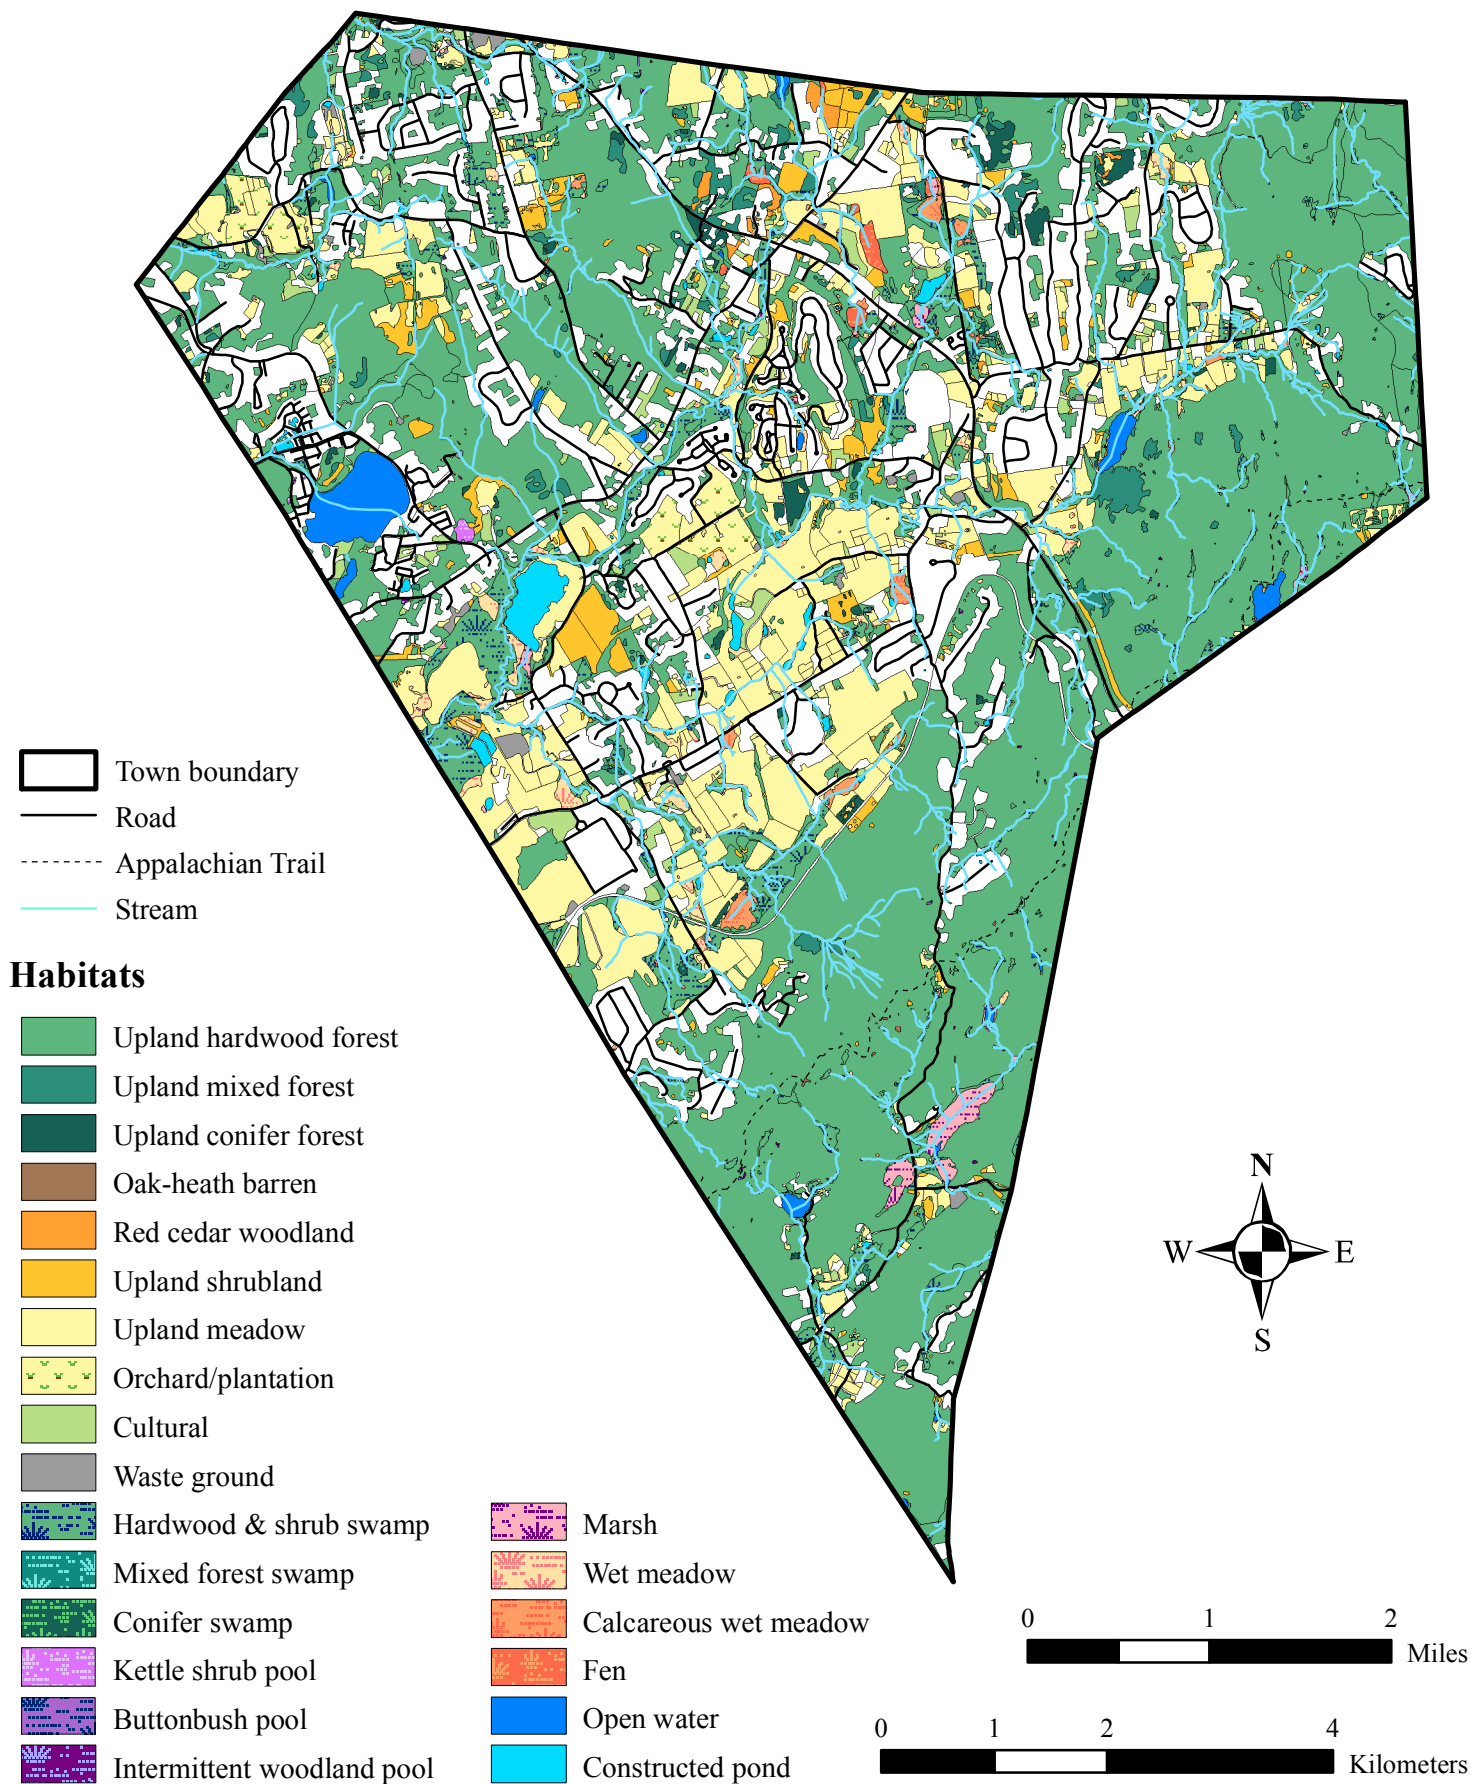 Town boundary
Road
Appalachian Trail
Stream
Habitats
Upland hardwood forest
Upland mixed forest
Upland conifer forest
Oak-heath barren
Red cedar woodland
Upland shrubland
Upland meadow
Orchard/plantation
Cultural
Waste ground
Hardwood & shrub swamp
Mixed forest swamp
Conifer swamp
Kettle shrub pool
Buttonbush pool
Intermittent woodland pool
Marsh
Wet meadow
Calcareous wet meadow
Fen
Open water
Constructed pond
N
W E
S
0 1 2
Miles
0 1 2 4
Kilometers